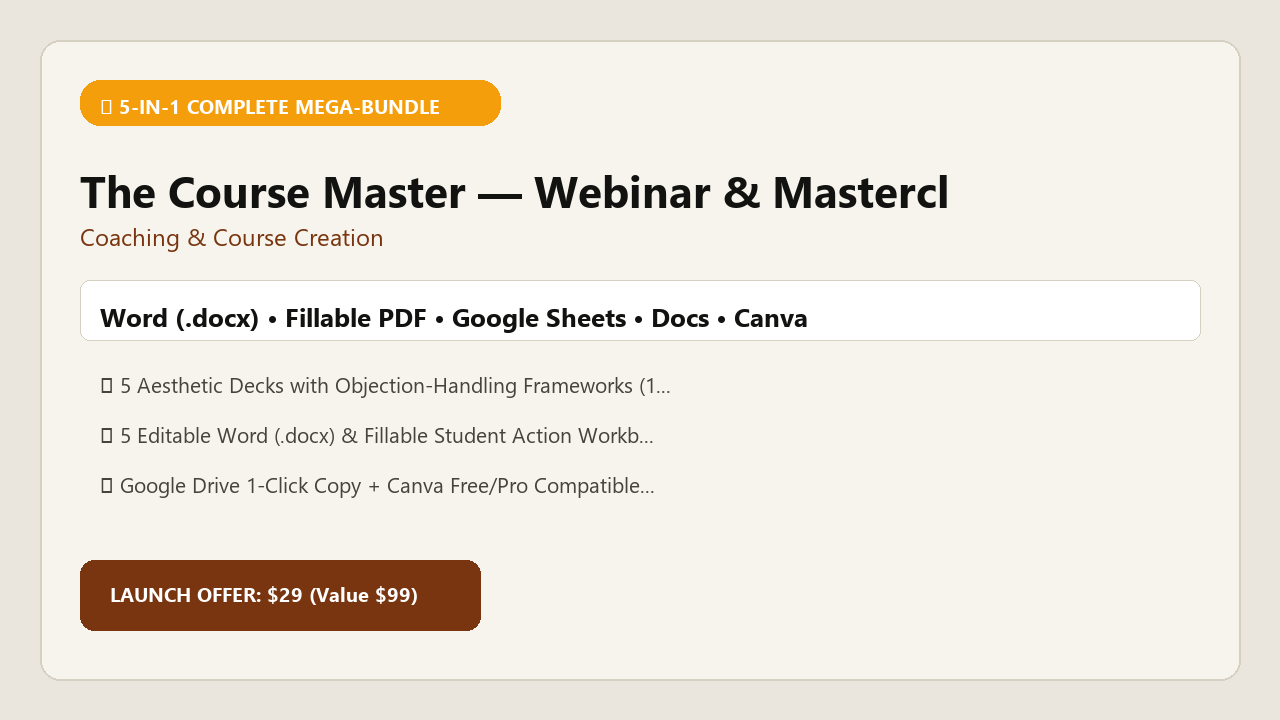 ▯ 5-IN-1 COMPLETE MEGA-BUNDLE
The Course Master — Webinar & Mastercl
Coaching & Course Creation
Word (.docx) • Fillable PDF • Google Sheets • Docs • Canva
▯ 5 Aesthetic Decks with Objection-Handling Frameworks (1...
▯ 5 Editable Word (.docx) & Fillable Student Action Workb...
▯ Google Drive 1-Click Copy + Canva Free/Pro Compatible...
LAUNCH OFFER: $29 (Value $99)